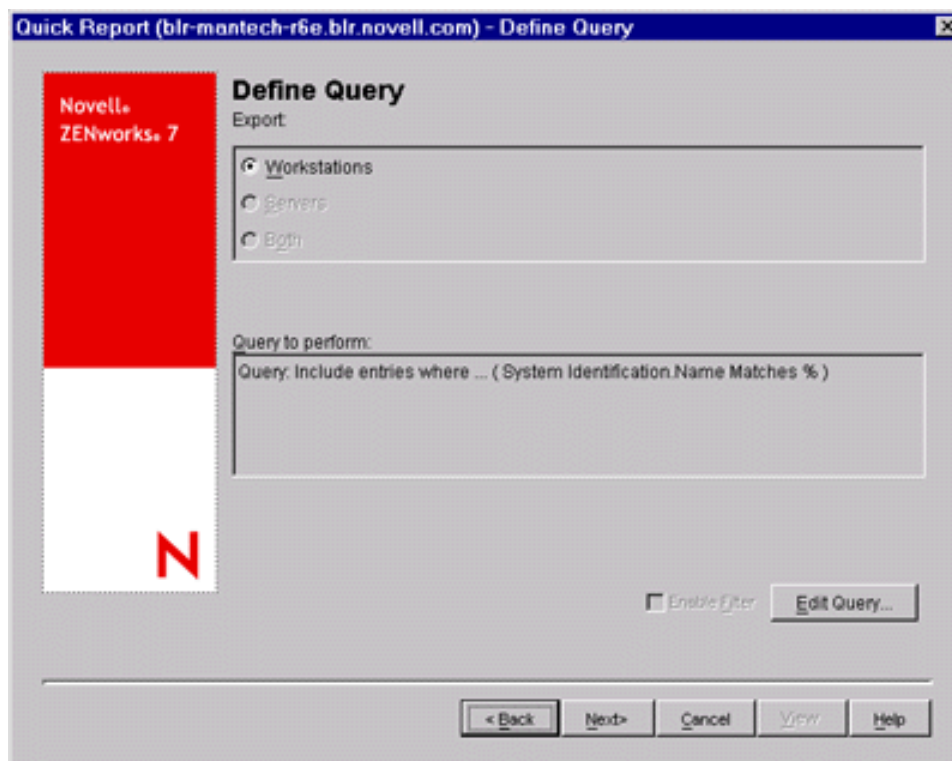 Quick Report (blr-mantech-r6e.blr.novell.com) - Define Query
Novell®
ZENworks® 7
Define Query
Export:
Workstations
Servers
Both
Query to perform:
Query: Include entries where ... ( System Identification.Name Matches % )
N
Enable Filter
Edit Query...
< Back
Next>
Cancel
View
Help